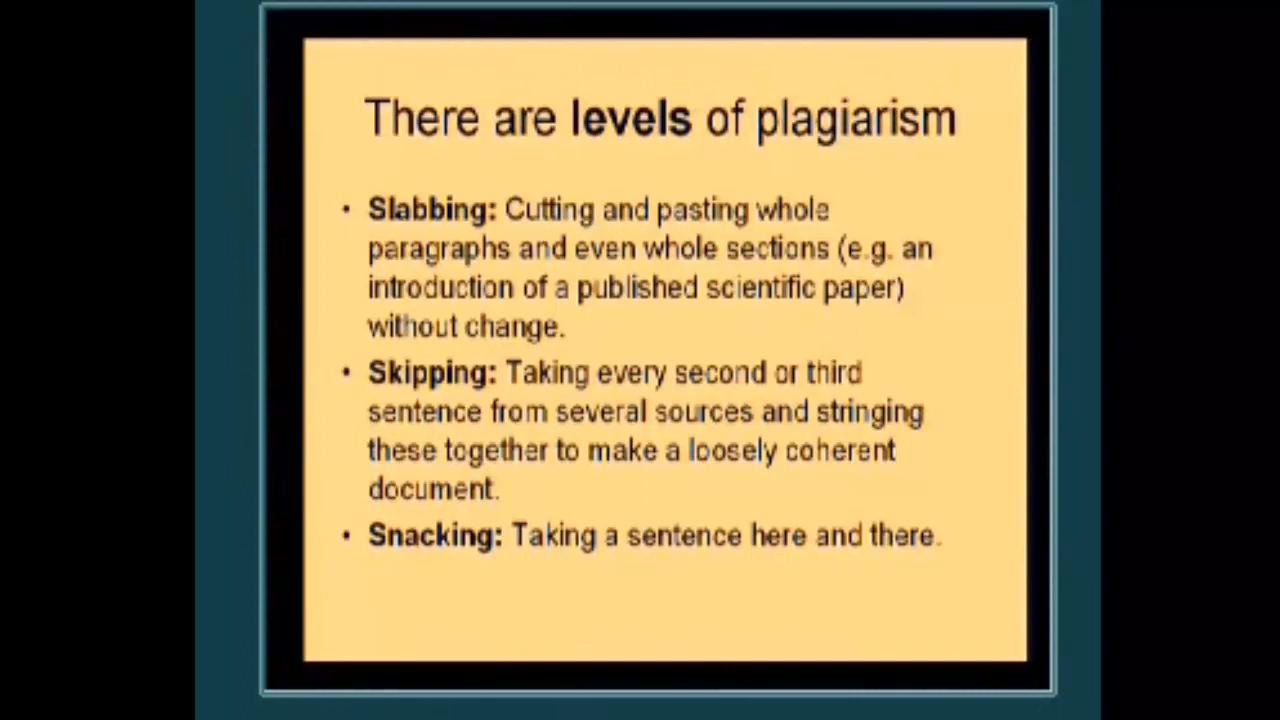 There are levels of plagiarism
• Slabbing: Cutting and pasting whole
paragraphs and even whole sections (e.g. an
introduction of a published scientific paper)
without change.
• Skipping: Taking every second or third
sentence from several sources and stringing
these together to make a loosely coherent
document.
• Snacking: Taking a sentence here and there.